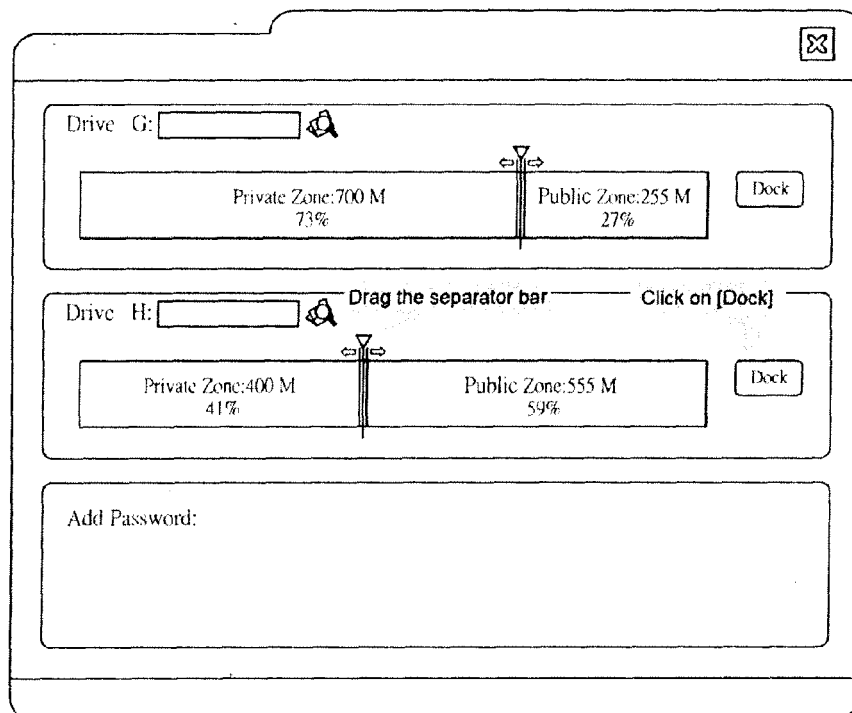 Drive G:
Private Zone:700 M
73%
Public Zone:255 M
27%
Dock
Drive H:
Drag the separator bar
Click on [Dock]
Private Zone:400 M
41%
Public Zone:555 M
59%
Dock
Add Password: